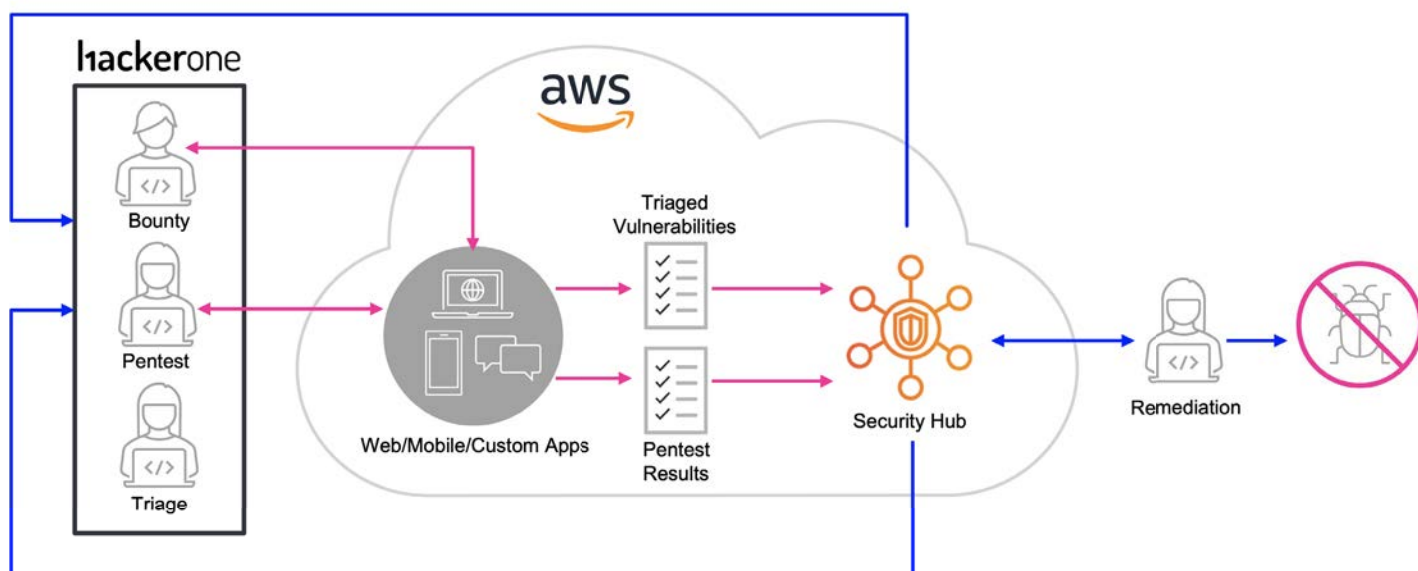 hackerone
aws
</>
Bounty
</>
Pentest
</>
Triage
Web/Mobile/Custom Apps
Triaged
Vulnerabilities
Pentest
Results
Security Hub
</>
Remediation